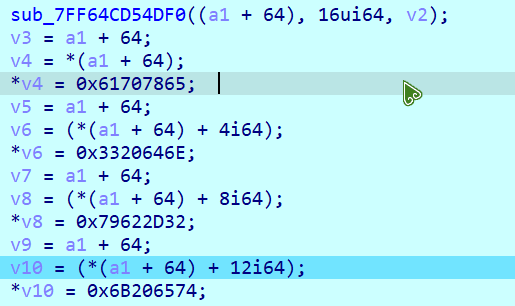 sub_7FF64CD54DF0((a1 + 64), 16ui64, v2);
v3 = a1 + 64;
v4 = *(a1 + 64);
*v4 = 0x61707865;
v5 = a1 + 64;
v6 = (*(a1 + 64) + 4i64);
*v6 = 0x3320646E;
v7 = a1 + 64;
v8 = (*(a1 + 64) + 8i64);
*v8 = 0x79622D32;
v9 = a1 + 64;
v10 = (*(a1 + 64) + 12i64);
*v10 = 0x6B206574;